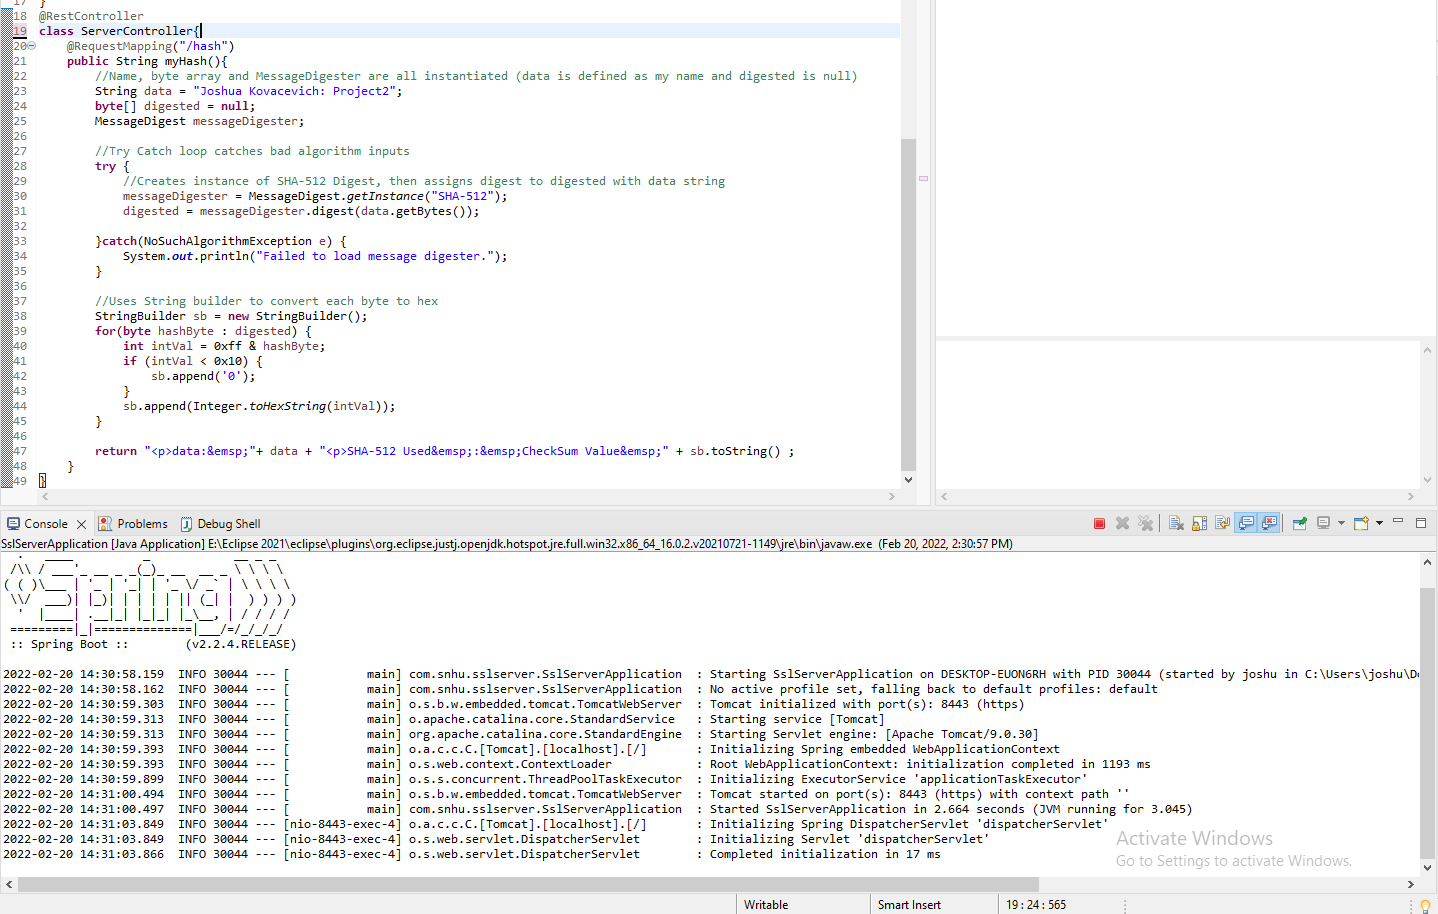 17 }
18 @RestController
19 class ServerController{
20 @RequestMapping("/hash")
21 public String myHash(){
22 //Name, byte array and MessageDigester are all instantiated (data is defined as my name and digested is null)
23 String data = "Joshua Kovacevich: Project2";
24 byte[] digested = null;
25 MessageDigest messageDigester;
26
27 //Try Catch loop catches bad algorithm inputs
28 try {
29 //Creates instance of SHA-512 Digest, then assigns digest to digested with data string
30 messageDigester = MessageDigest.getInstance("SHA-512");
31 digested = messageDigester.digest(data.getBytes());
32
33 }catch(NoSuchAlgorithmException e) {
34 System.out.println("Failed to load message digester.");
35 }
36
37 //Uses String builder to convert each byte to hex
38 StringBuilder sb = new StringBuilder();
39 for(byte hashByte : digested) {
40 int intVal = 0xff & hashByte;
41 if (intVal < 0x10) {
42 sb.append('0');
43 }
44 sb.append(Integer.toHexString(intVal));
45 }
46
47 return "<p>data:&emsp;"+ data + "<p>SHA-512 Used&emsp;:&emsp;CheckSum Value&emsp;" + sb.toString() ;
48 }
49 }
Console Problems Debug Shell
SslServerApplication [Java Application] E:\Eclipse 2021\eclipse\plugins\org.eclipse.justj.openjdk.hotspot.jre.full.win32.x86_64_16.0.2.v20210721-1149\jre\bin\javaw.exe (Feb 20, 2022, 2:30:57 PM)
  .   ____          _            __ _ _
 /\\ / ___'_ __ _ _(_)_ __  __ _ \ \ \ \
( ( )\___ | '_ | '_| | '_ \/ _` | \ \ \ \
 \\/  ___)| |_)| | | | | || (_| |  ) ) ) )
  '  |____| .__|_| |_|_| |_\__, | / / / /
 =========|_|==============|___/=/_/_/_/
 :: Spring Boot ::        (v2.2.4.RELEASE)
2022-02-20 14:30:58.159 INFO 30044 --- [ main] com.snhu.sslserver.SslServerApplication : Starting SslServerApplication on DESKTOP-EUON6RH with PID 30044 (started by joshu in C:\Users\joshu\Do
2022-02-20 14:30:58.162 INFO 30044 --- [ main] com.snhu.sslserver.SslServerApplication : No active profile set, falling back to default profiles: default
2022-02-20 14:30:59.303 INFO 30044 --- [ main] o.s.b.w.embedded.tomcat.TomcatWebServer : Tomcat initialized with port(s): 8443 (https)
2022-02-20 14:30:59.313 INFO 30044 --- [ main] o.apache.catalina.core.StandardService : Starting service [Tomcat]
2022-02-20 14:30:59.313 INFO 30044 --- [ main] org.apache.catalina.core.StandardEngine : Starting Servlet engine: [Apache Tomcat/9.0.30]
2022-02-20 14:30:59.393 INFO 30044 --- [ main] o.a.c.c.C.[Tomcat].[localhost].[/] : Initializing Spring embedded WebApplicationContext
2022-02-20 14:30:59.393 INFO 30044 --- [ main] o.s.web.context.ContextLoader : Root WebApplicationContext: initialization completed in 1193 ms
2022-02-20 14:30:59.899 INFO 30044 --- [ main] o.s.s.concurrent.ThreadPoolTaskExecutor : Initializing ExecutorService 'applicationTaskExecutor'
2022-02-20 14:31:00.494 INFO 30044 --- [ main] o.s.b.w.embedded.tomcat.TomcatWebServer : Tomcat started on port(s): 8443 (https) with context path ''
2022-02-20 14:31:00.497 INFO 30044 --- [ main] com.snhu.sslserver.SslServerApplication : Started SslServerApplication in 2.664 seconds (JVM running for 3.045)
2022-02-20 14:31:03.849 INFO 30044 --- [nio-8443-exec-4] o.a.c.c.C.[Tomcat].[localhost].[/] : Initializing Spring DispatcherServlet 'dispatcherServlet'
2022-02-20 14:31:03.849 INFO 30044 --- [nio-8443-exec-4] o.s.web.servlet.DispatcherServlet : Initializing Servlet 'dispatcherServlet'
2022-02-20 14:31:03.866 INFO 30044 --- [nio-8443-exec-4] o.s.web.servlet.DispatcherServlet : Completed initialization in 17 ms
Activate Windows
Go to Settings to activate Windows.
Writable Smart Insert 19 : 24 : 565